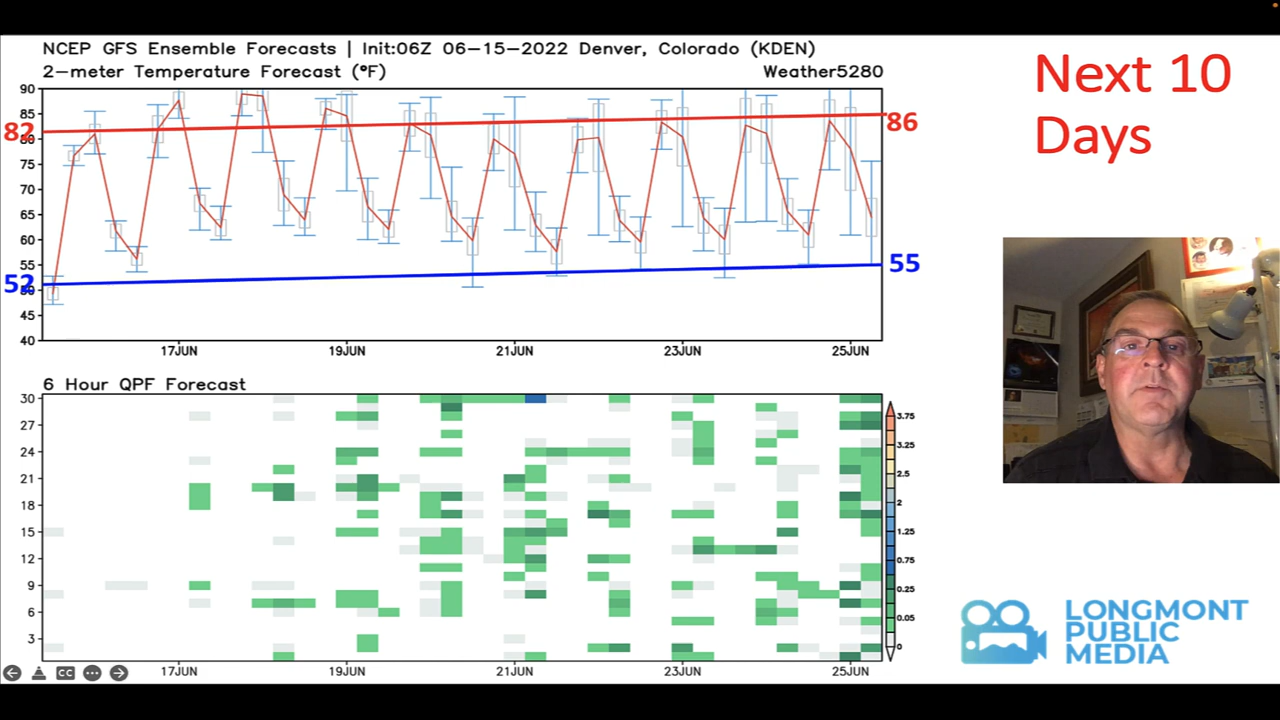 NCEP GFS Ensemble Forecasts | Init:06Z 06-15-2022 Denver, Colorado (KDEN)
2-meter Temperature Forecast (°F)
Weather5280
90
85
82
80
75
70
65
60
55
52
50
45
40
86
55
17JUN
19JUN
21JUN
23JUN
25JUN
6 Hour QPF Forecast
30
27
24
21
18
15
12
9
6
3
17JUN
19JUN
21JUN
23JUN
25JUN
3.75
3.25
2.5
2
1.25
0.75
0.25
0.05
0
CC
Next 10
Days
LONGMONT
PUBLIC
MEDIA